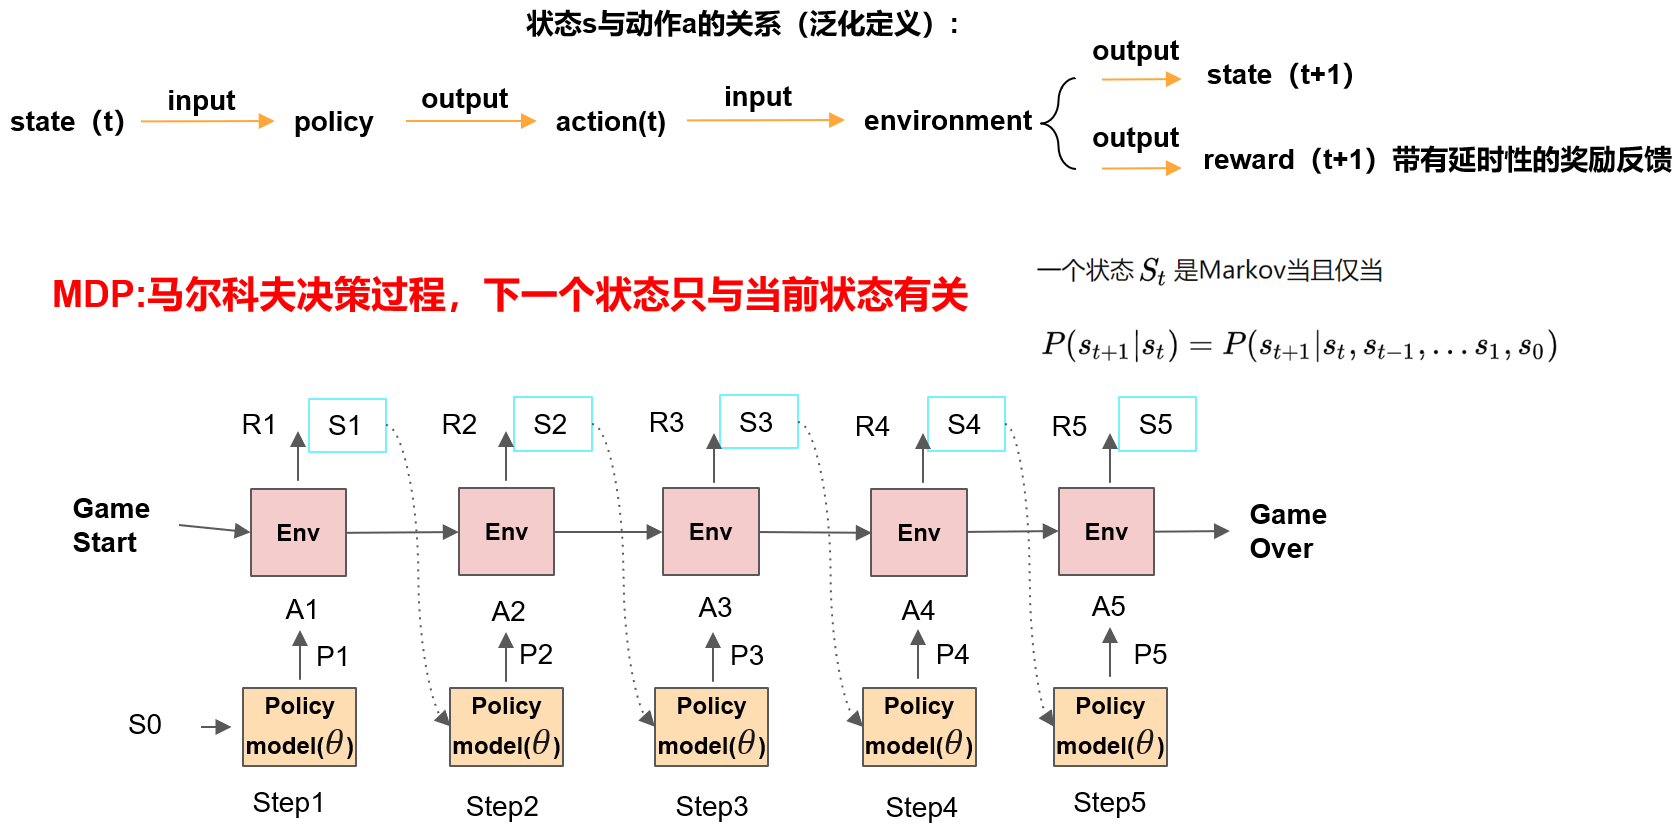 状态s与动作a的关系（泛化定义）:
output
state（t+1）
input
output
input
state（t）
policy
action(t)
environment
output
reward（t+1）带有延时性的奖励反馈
MDP:马尔科夫决策过程，下一个状态只与当前状态有关
一个状态 S_t 是Markov当且仅当
P(s_{t+1}|s_t) = P(s_{t+1}|s_t, s_{t-1}, ... s_1, s_0)
R1 S1 R2 S2 R3 S3 R4 S4 R5 S5
Game
Start
Env Env Env Env Env
Game
Over
A1 A2 A3 A4 A5
P1 P2 P3 P4 P5
S0
Policy
model(θ)
Policy
model(θ)
Policy
model(θ)
Policy
model(θ)
Policy
model(θ)
Step1 Step2 Step3 Step4 Step5